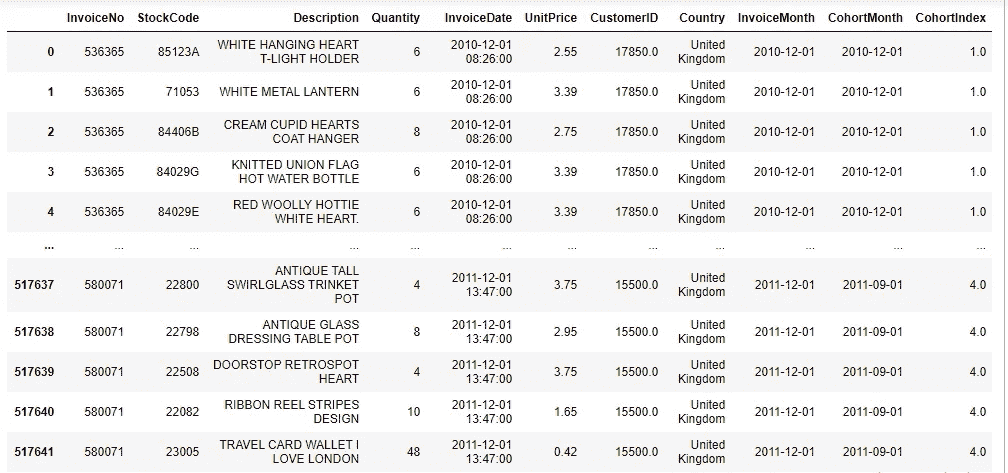 InvoiceNo StockCode Description Quantity InvoiceDate UnitPrice CustomerID Country InvoiceMonth CohortMonth CohortIndex
0 536365 85123A WHITE HANGING HEART T-LIGHT HOLDER 6 2010-12-01 08:26:00 2.55 17850.0 United Kingdom 2010-12-01 2010-12-01 1.0
1 536365 71053 WHITE METAL LANTERN 6 2010-12-01 08:26:00 3.39 17850.0 United Kingdom 2010-12-01 2010-12-01 1.0
2 536365 84406B CREAM CUPID HEARTS COAT HANGER 8 2010-12-01 08:26:00 2.75 17850.0 United Kingdom 2010-12-01 2010-12-01 1.0
3 536365 84029G KNITTED UNION FLAG HOT WATER BOTTLE 6 2010-12-01 08:26:00 3.39 17850.0 United Kingdom 2010-12-01 2010-12-01 1.0
4 536365 84029E RED WOOLLY HOTTIE WHITE HEART. 6 2010-12-01 08:26:00 3.39 17850.0 United Kingdom 2010-12-01 2010-12-01 1.0
... ... ... ... ... ... ... ... ... ... ... ...
517637 580071 22800 ANTIQUE TALL SWIRLGLASS TRINKET POT 4 2011-12-01 13:47:00 3.75 15500.0 United Kingdom 2011-12-01 2011-09-01 4.0
517638 580071 22798 ANTIQUE GLASS DRESSING TABLE POT 8 2011-12-01 13:47:00 2.95 15500.0 United Kingdom 2011-12-01 2011-09-01 4.0
517639 580071 22508 DOORSTOP RETROSPOT HEART 4 2011-12-01 13:47:00 3.75 15500.0 United Kingdom 2011-12-01 2011-09-01 4.0
517640 580071 22082 RIBBON REEL STRIPES DESIGN 10 2011-12-01 13:47:00 1.65 15500.0 United Kingdom 2011-12-01 2011-09-01 4.0
517641 580071 23005 TRAVEL CARD WALLET I LOVE LONDON 48 2011-12-01 13:47:00 0.42 15500.0 United Kingdom 2011-12-01 2011-09-01 4.0